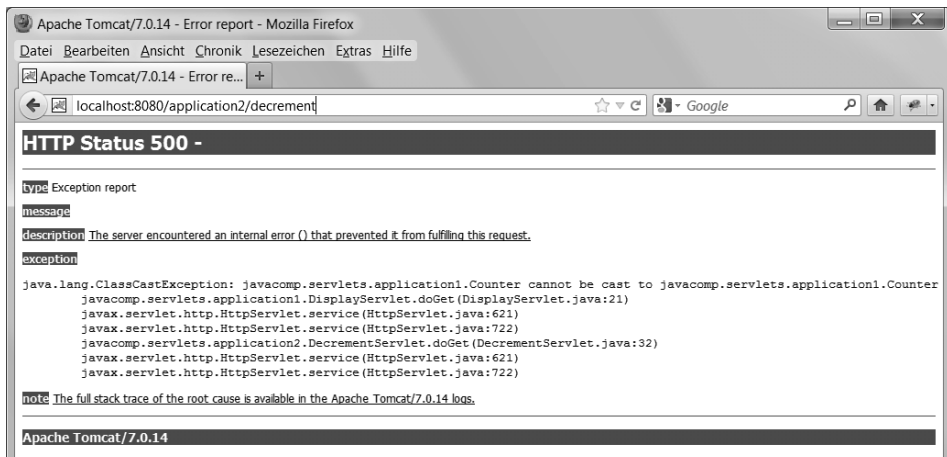 Apache Tomcat/7.0.14 - Error report - Mozilla Firefox
Datei Bearbeiten Ansicht Chronik Lesezeichen Extras Hilfe
Apache Tomcat/7.0.14 - Error re... +
localhost:8080/application2/decrement Google
HTTP Status 500 -
type Exception report
message
description The server encountered an internal error () that prevented it from fulfilling this request.
exception
java.lang.ClassCastException: javacomp.servlets.application1.Counter cannot be cast to javacomp.servlets.application1.Counter
javacomp.servlets.application1.DisplayServlet.doGet(DisplayServlet.java:21)
javax.servlet.http.HttpServlet.service(HttpServlet.java:621)
javax.servlet.http.HttpServlet.service(HttpServlet.java:722)
javacomp.servlets.application2.DecrementServlet.doGet(DecrementServlet.java:32)
javax.servlet.http.HttpServlet.service(HttpServlet.java:621)
javax.servlet.http.HttpServlet.service(HttpServlet.java:722)
note The full stack trace of the root cause is available in the Apache Tomcat/7.0.14 logs.
Apache Tomcat/7.0.14